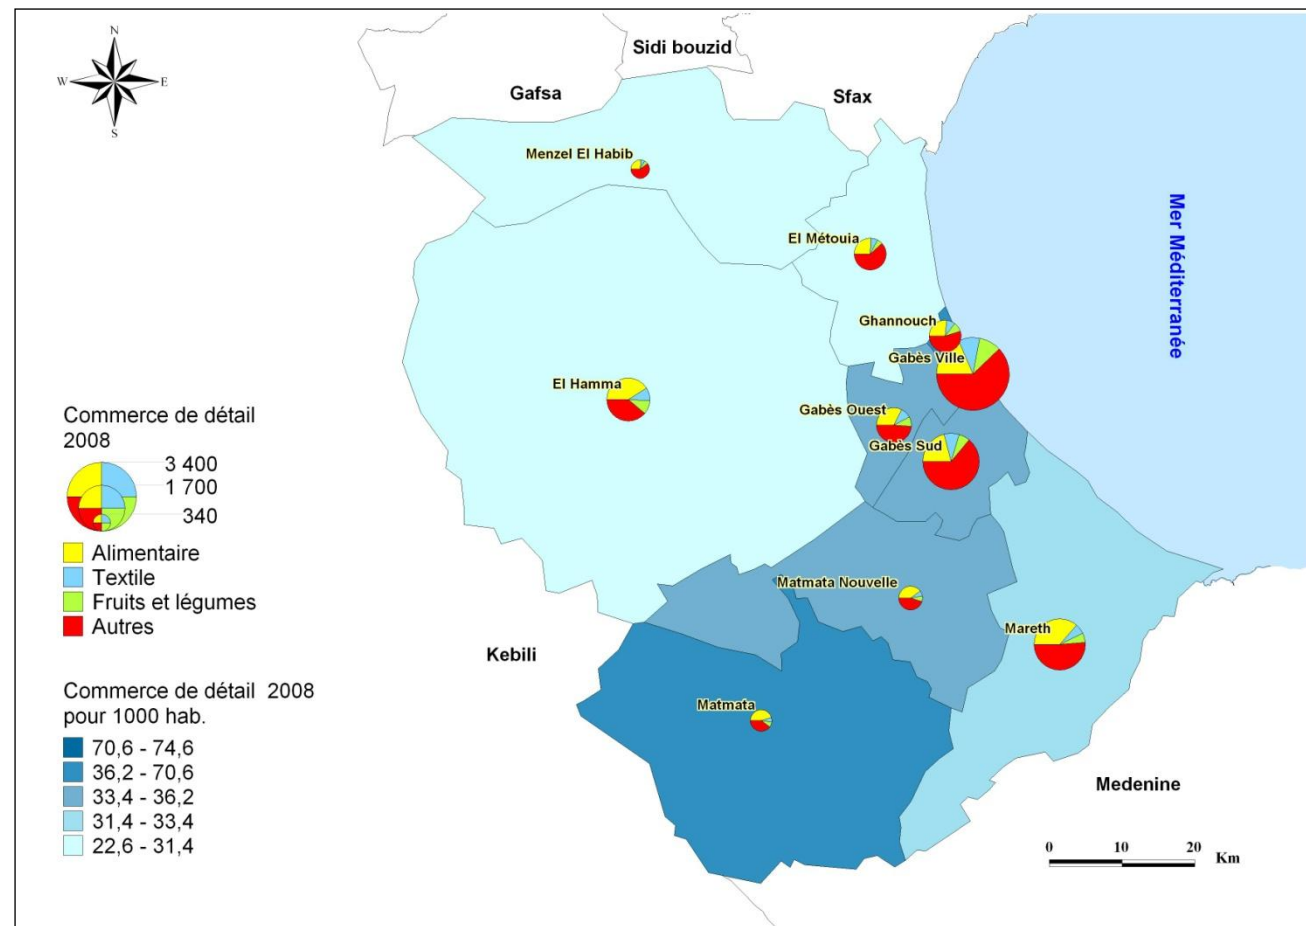 N
W
E
S
Sidi bouzid
Gafsa
Sfax
Menzel El Habib
Mer Méditerranée
El Métouia
Ghannouch
Gabès Ville
El Hamma
Gabès Ouest
Gabès Sud
Matmata Nouvelle
Mareth
Kebili
Matmata
Medenine
Commerce de détail
2008
3 400
1 700
340
Alimentaire
Textile
Fruits et légumes
Autres
Commerce de détail 2008
pour 1000 hab.
70,6 - 74,6
36,2 - 70,6
33,4 - 36,2
31,4 - 33,4
22,6 - 31,4
0 10 20
Km